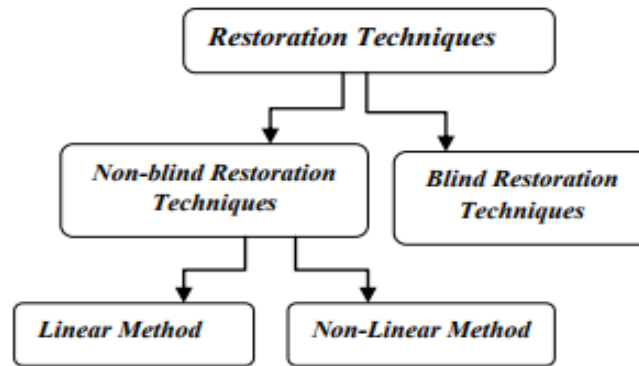 Restoration Techniques
Non-blind Restoration
Techniques
Blind Restoration
Techniques
Linear Method
Non-Linear Method